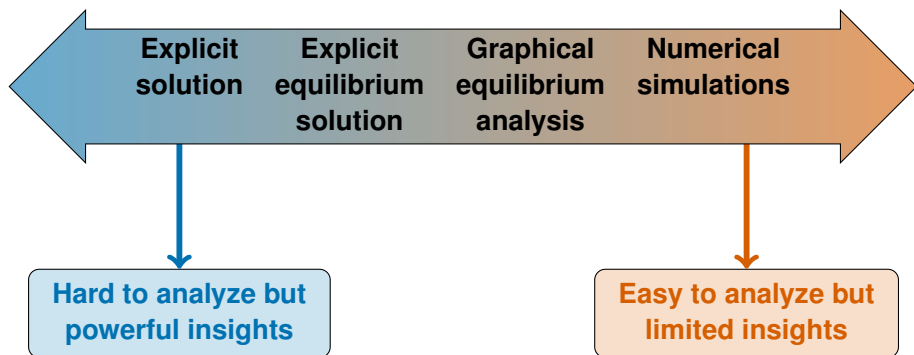 Explicit
solution
Explicit
equilibrium
solution
Graphical
equilibrium
analysis
Numerical
simulations
Hard to analyze but
powerful insights
Easy to analyze but
limited insights